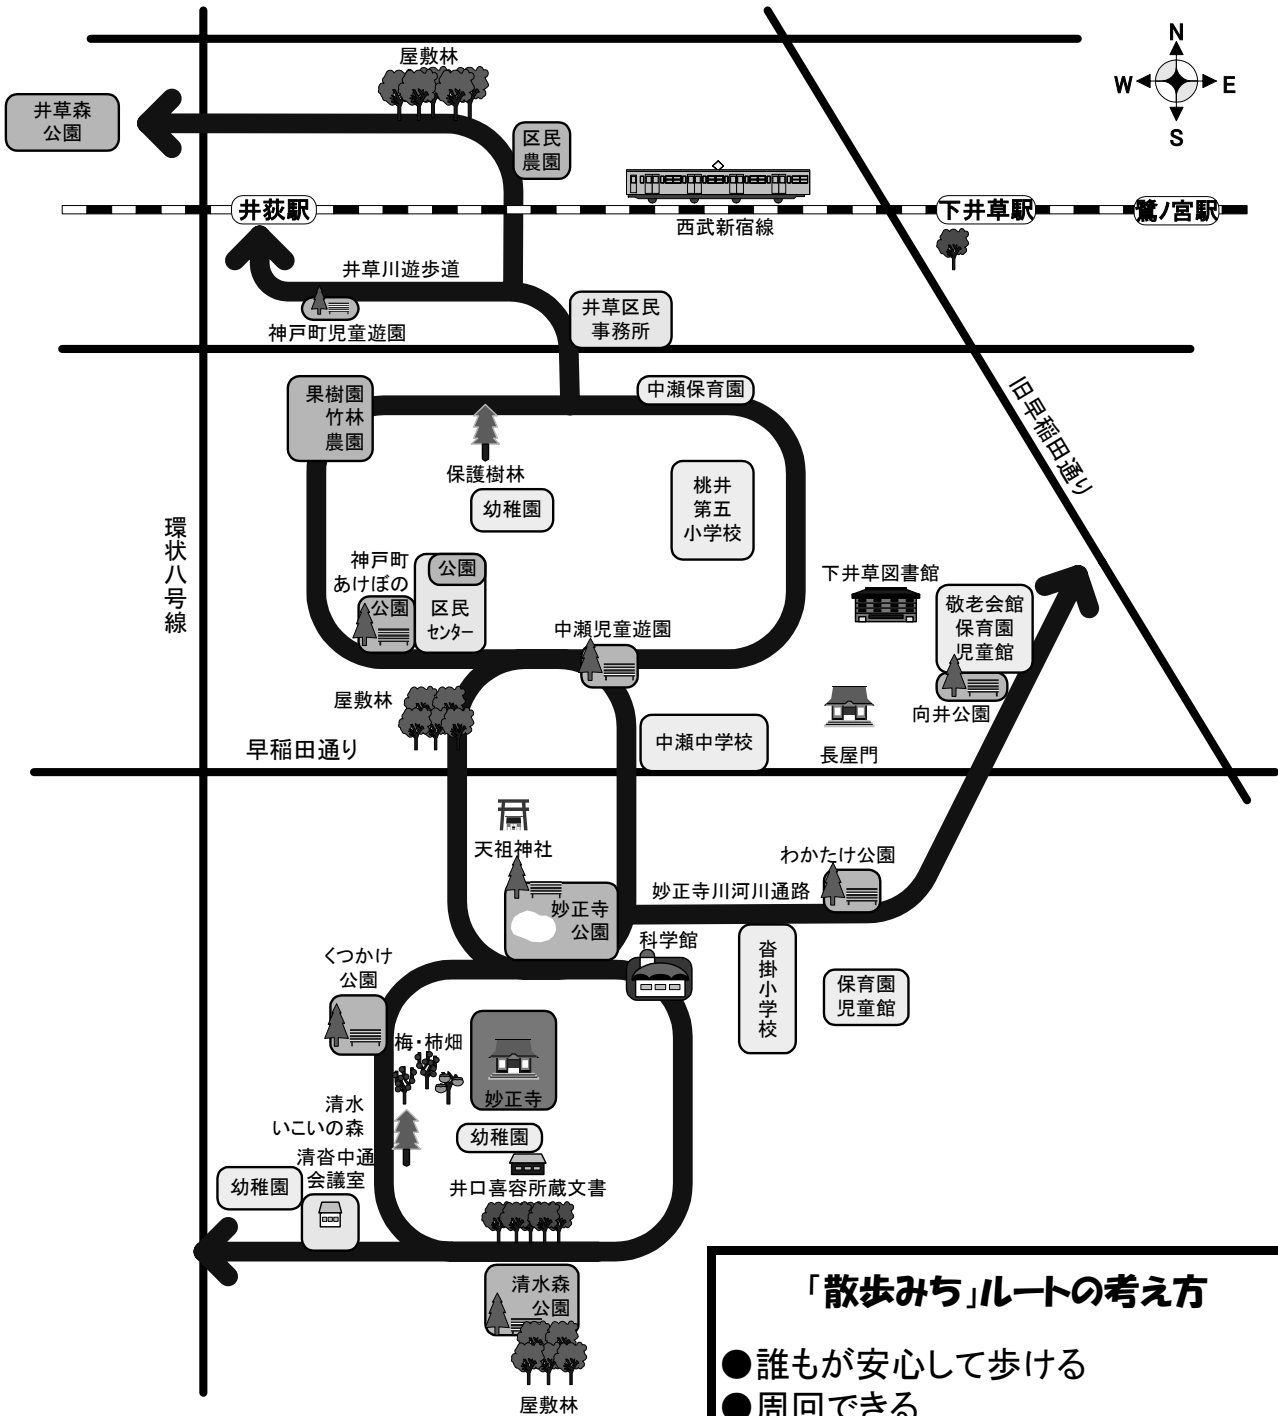 屋敷林
N
W
E
S
井草森
公園
区民
農園
井荻駅
西武新宿線
下井草駅
鷺ノ宮駅
井草川遊歩道
神戸町児童遊園
井草区民
事務所
果樹園
竹林
農園
中瀬保育園
旧早稲田通り
保護樹林
幼稚園
桃井
第五
小学校
環状八号線
神戸町
あけぼの
公園
公園
区民
センター
中瀬児童遊園
下井草図書館
敬老会館
保育園
児童館
向井公園
屋敷林
早稲田通り
中瀬中学校
長屋門
天祖神社
妙正寺
公園
わかたけ公園
妙正寺川河川通路
科学館
沓掛小学校
保育園
児童館
くつかけ
公園
梅・柿畑
妙正寺
清水
いこいの森
幼稚園
清沓中通
会議室
幼稚園
井口喜容所蔵文書
清水森
公園
屋敷林
「散歩みち」ルートの考え方
●誰もが安心して歩ける
●周回できる